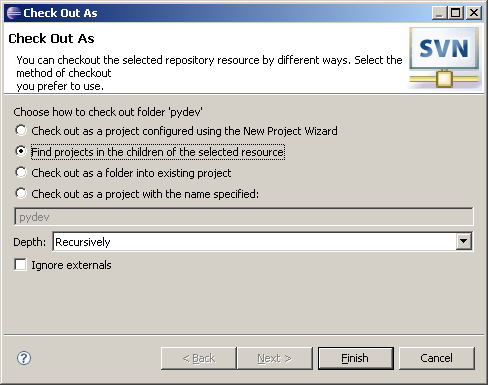 Check Out As
Check Out As
SVN
You can checkout the selected repository resource by different ways. Select the
method of checkout
you prefer to use.
Choose how to check out folder 'pydev'
Check out as a project configured using the New Project Wizard
Find projects in the children of the selected resource
Check out as a folder into existing project
Check out as a project with the name specified:
pydev
Depth: Recursively
Ignore externals
? < Back Next > Finish Cancel